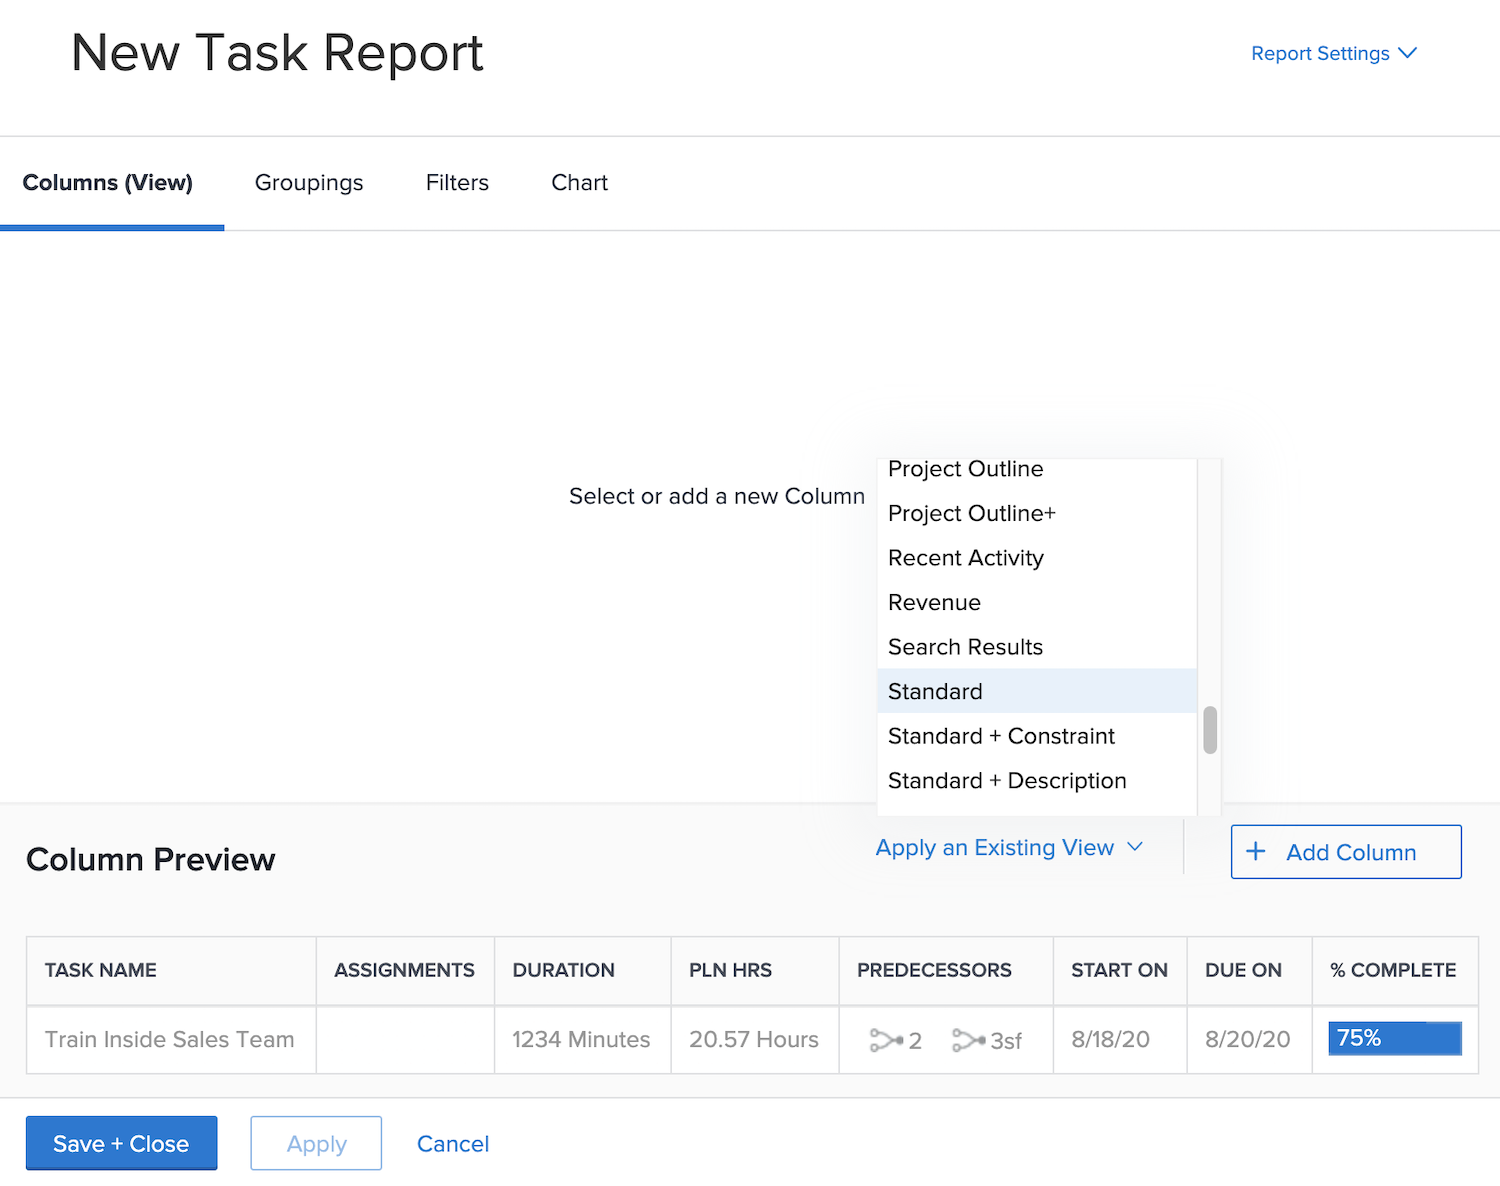 New Task Report
Report Settings
Columns (View) Groupings Filters Chart
Select or add a new Column
Project Outline
Project Outline+
Recent Activity
Revenue
Search Results
Standard
Standard + Constraint
Standard + Description
Column Preview
Apply an Existing View
+ Add Column
TASK NAME ASSIGNMENTS DURATION PLN HRS PREDECESSORS START ON DUE ON % COMPLETE
Train Inside Sales Team 1234 Minutes 20.57 Hours 2 3sf 8/18/20 8/20/20 75%
Save + Close Apply Cancel